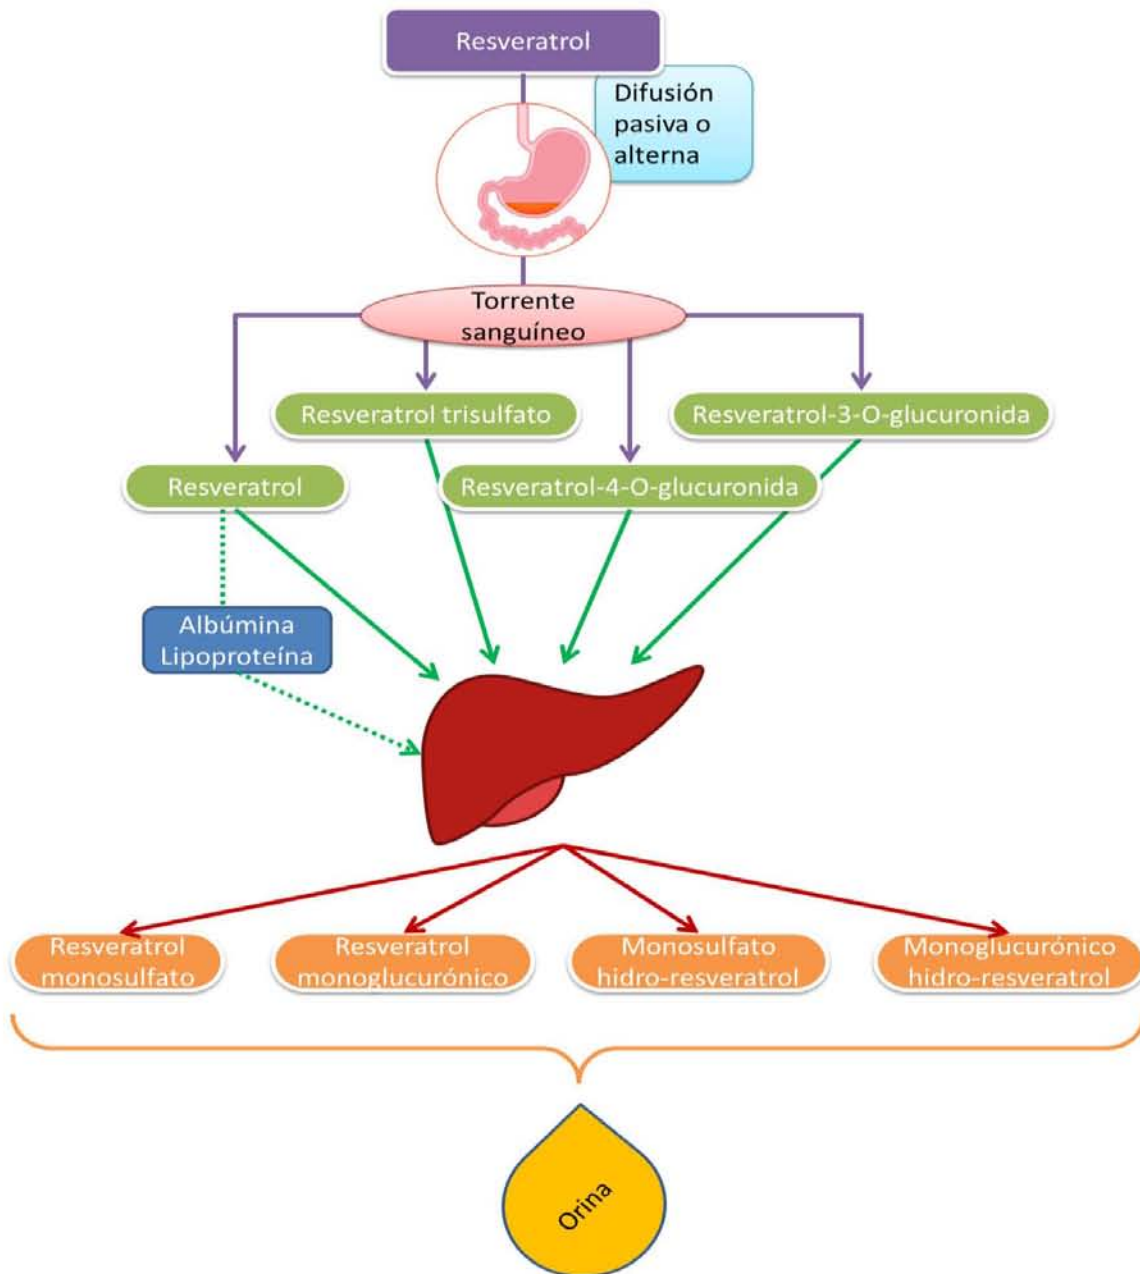 Resveratrol
Difusión
pasiva o
alterna
Torrente
sanguíneo
Resveratrol trisulfato
Resveratrol-3-O-glucuronida
Resveratrol
Resveratrol-4-O-glucuronida
Albúmina
Lipoproteína
Resveratrol
monosulfato
Resveratrol
monoglucurónico
Monosulfato
hidro-resveratrol
Monoglucurónico
hidro-resveratrol
Orina